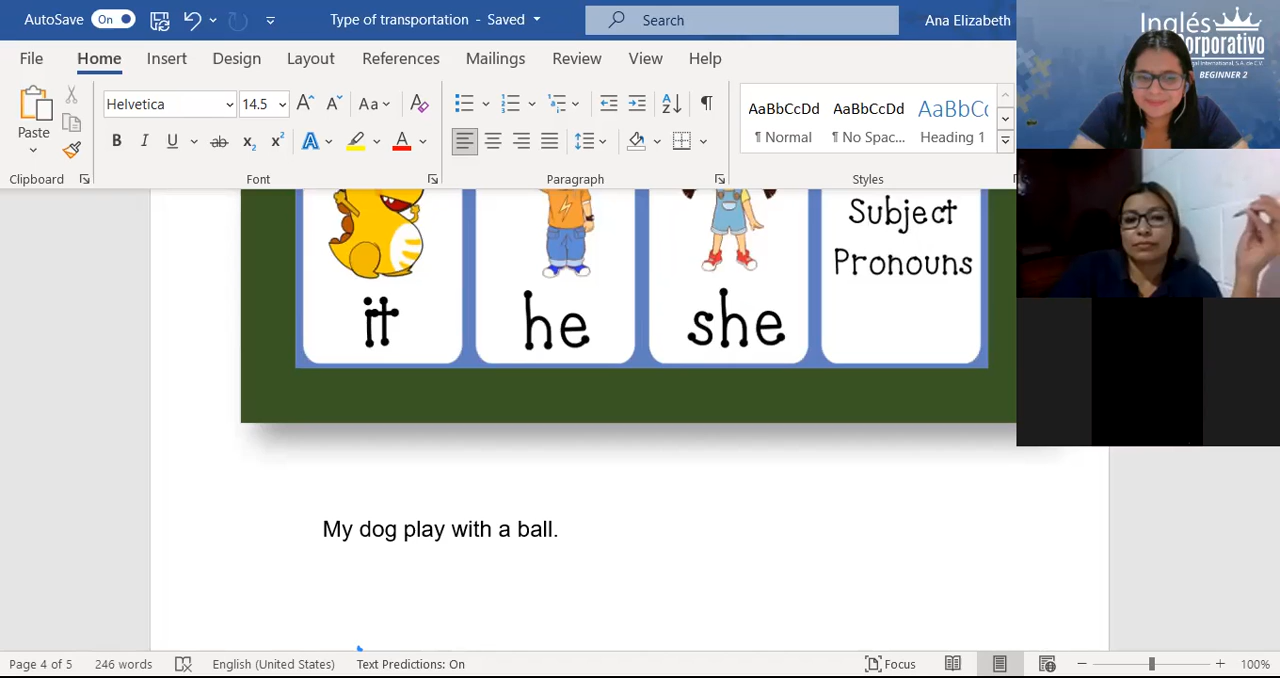 AutoSave On Type of transportation - Saved Search Ana Elizabeth
File Home Insert Design Layout References Mailings Review View Help
Helvetica 14.5 Aa
Paste
AaBbCcDd AaBbCcDd AaBbCc
¶ Normal ¶ No Spac... Heading 1
Clipboard Font Paragraph Styles
Inglés
Corporativo
BEGINNER 2
Subject
Pronouns
it he she
My dog play with a ball.
Page 4 of 5 246 words English (United States) Text Predictions: On Focus 100%